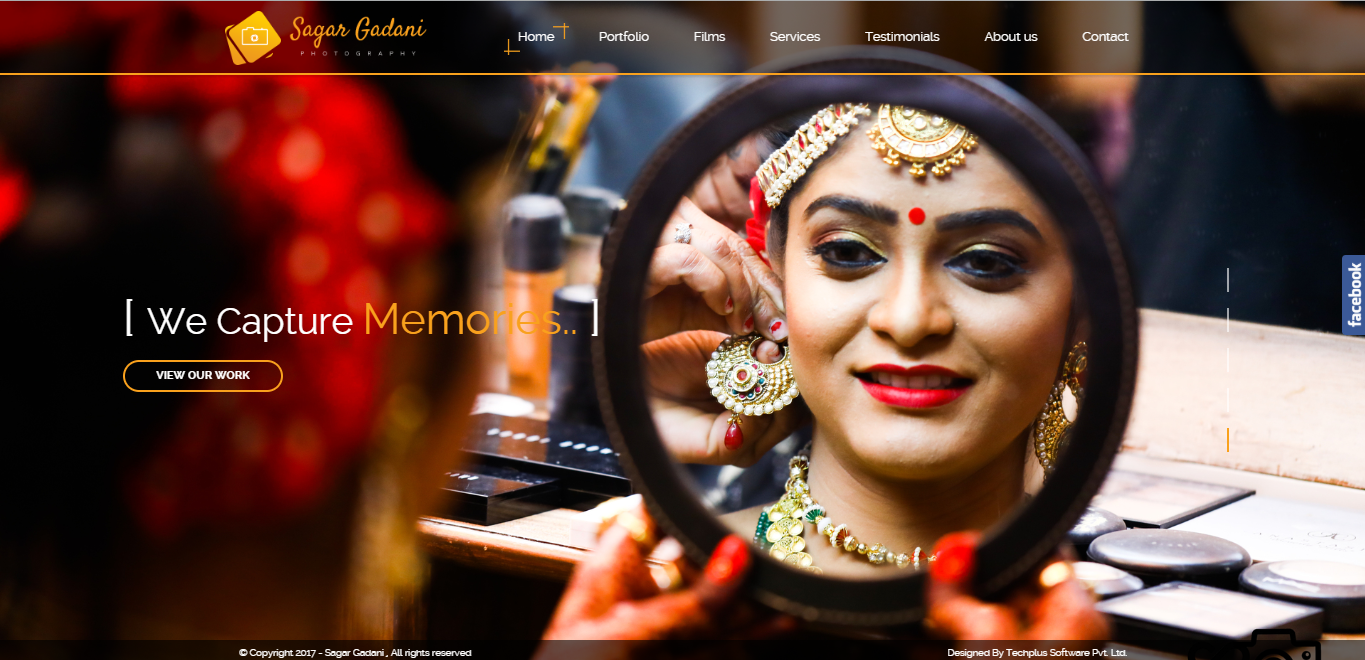 Sagar Gadani
PHOTOGRAPHY
Home
Portfolio
Films
Services
Testimonials
About us
Contact
[ We Capture Memories.. ]
VIEW OUR WORK
facebook
© Copyright 2017 - Sagar Gadani , All rights reserved
Designed By Techplus Software Pvt. Ltd.